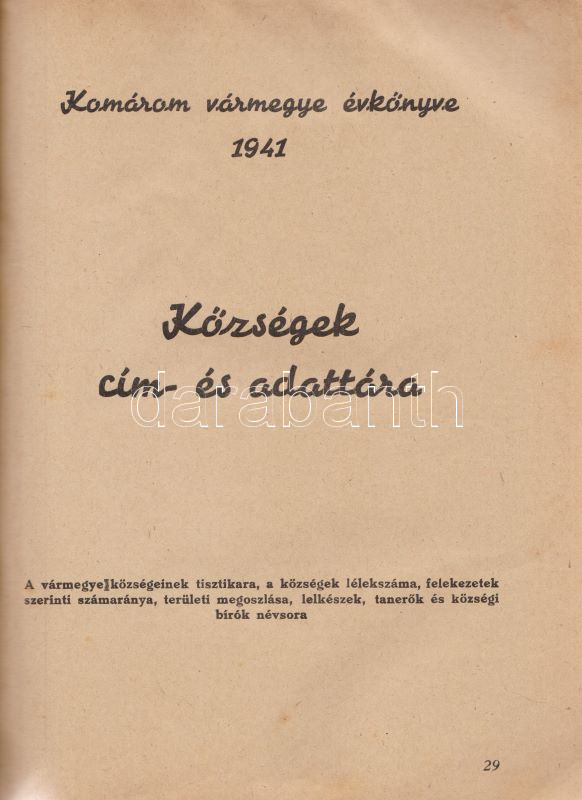 Komárom vármegye évkönyve
1941
Községek
cím- és adattára
darabanth
A vármegye községeinek tisztikara, a községek lélekszáma, felekezetek
szerinti számaránya, területi megoszlása, lelkészek, tanerők és községi
bírók névsora
29